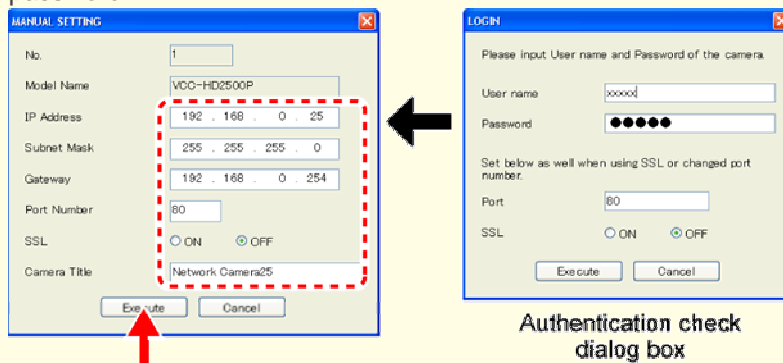 MANUAL SETTING
No. 1
Model Name VCC-HD2500P
IP Address 192 . 168 . 0 . 25
Subnet Mask 255 . 255 . 255 . 0
Gateway 192 . 168 . 0 . 254
Port Number 80
SSL ON OFF
Camera Title Network Camera25
Execute Cancel
LOGIN
Please input User name and Password of the camera.
User name xxxxx
Password ●●●●●
Set below as well when using SSL or changed port
number.
Port 80
SSL ON OFF
Execute Cancel
Authentication check
dialog box